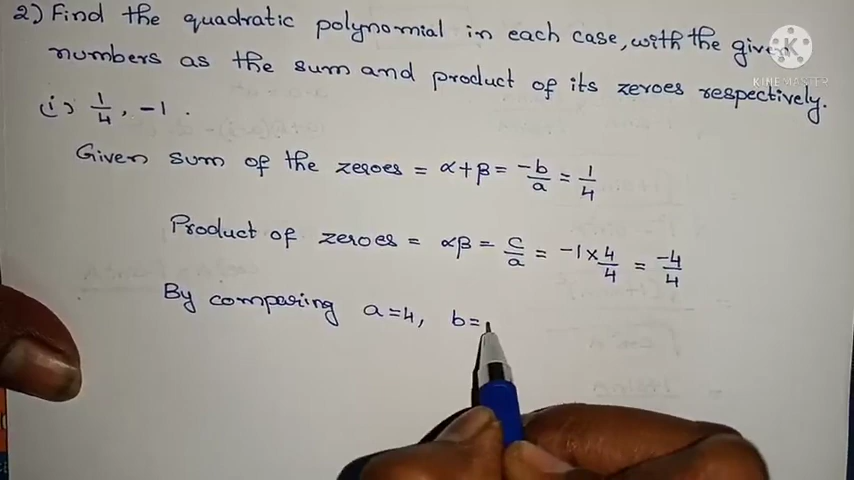 2) Find the quadratic polynomial in each case, with the given
numbers as the sum and product of its zeroes respectively.
(i) 1/4, -1.
Given sum of the zeroes = α+β = -b/a = 1/4
Product of zeroes = αβ = c/a = -1 × 4/4 = -4/4
By comparing a=4, b=
KINEMASTER